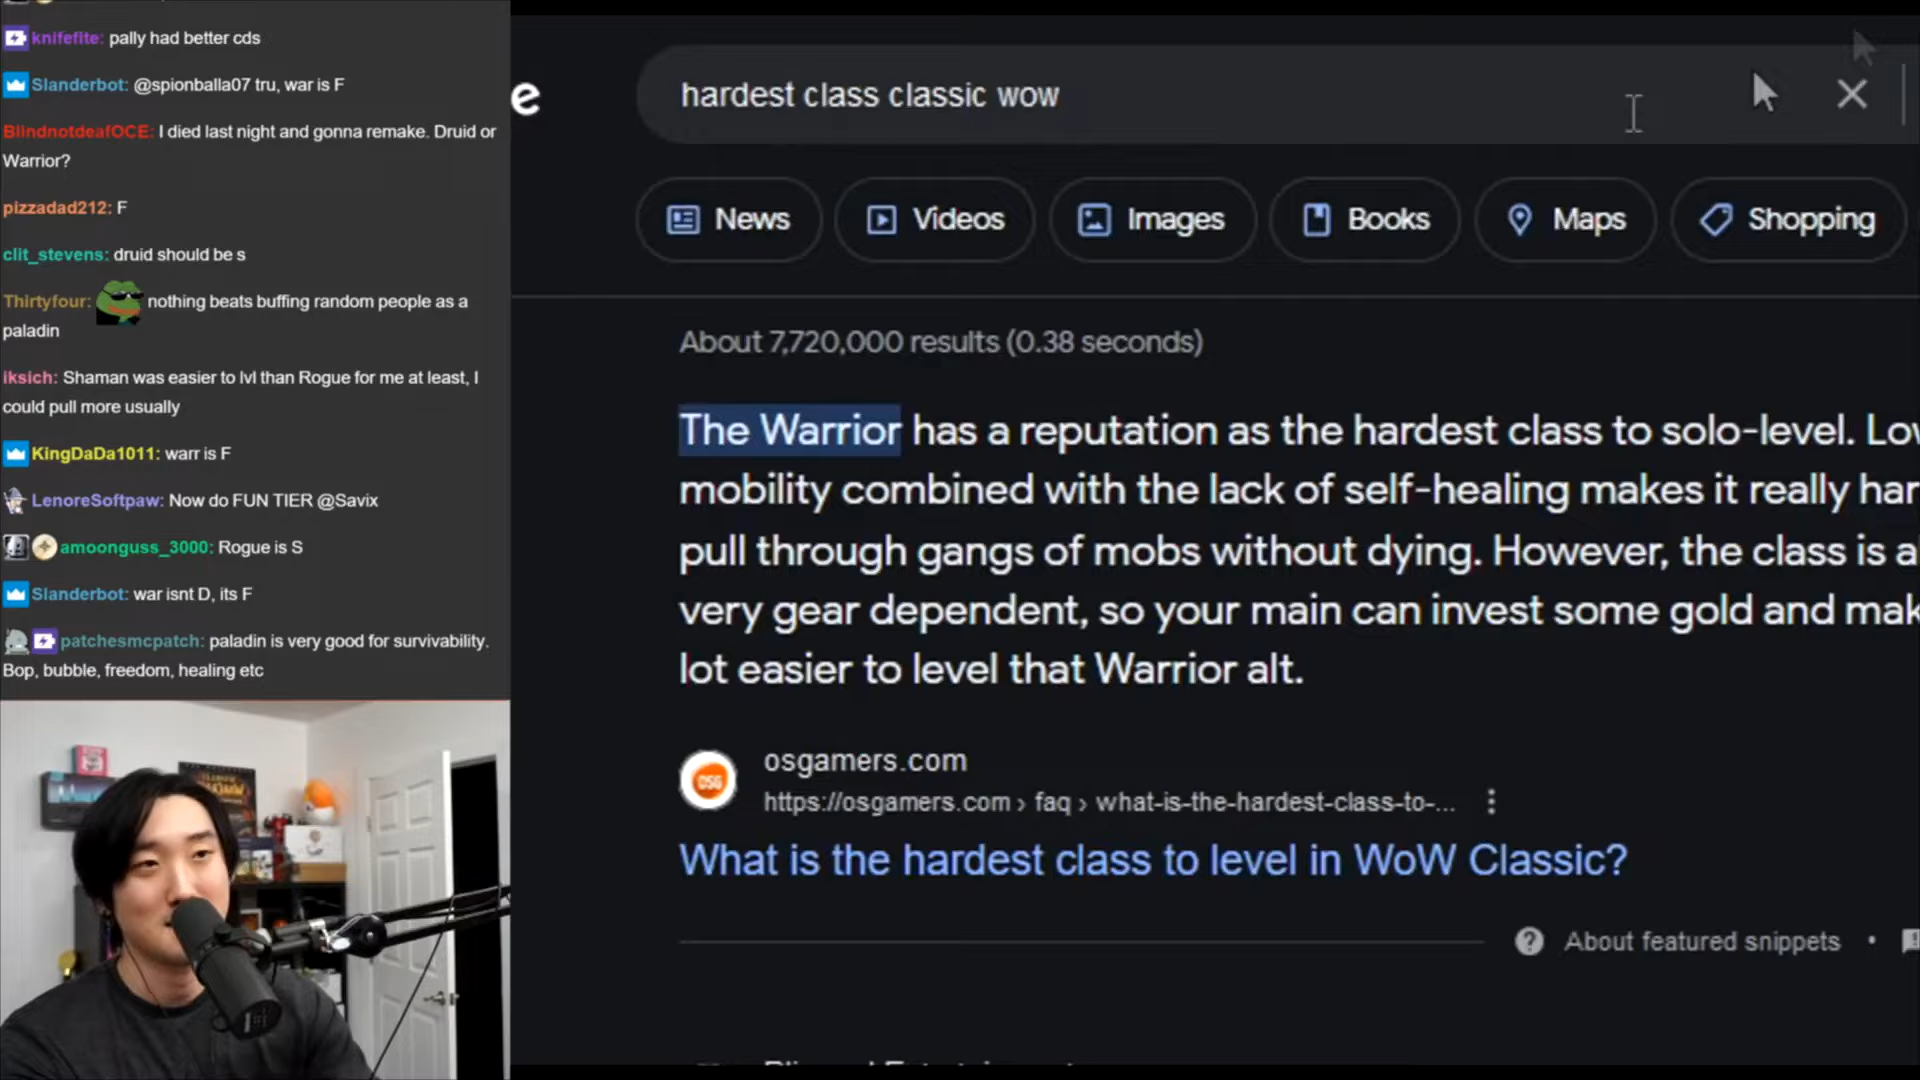 knifefite: pally had better cds
Slanderbot: @spionballa07 tru, war is F
BlindnotdeafOCE: I died last night and gonna remake. Druid or
Warrior?
pizzadad212: F
clit_stevens: druid should be s
Thirtyfour: nothing beats buffing random people as a
paladin
iksich: Shaman was easier to lvl than Rogue for me at least, I
could pull more usually
KingDaDa1011: warr is F
LenoreSoftpaw: Now do FUN TIER @Savix
amoonguss_3000: Rogue is S
Slanderbot: war isnt D, its F
patchesmcpatch: paladin is very good for survivability.
Bop, bubble, freedom, healing etc
e
hardest class classic wow
News Videos Images Books Maps Shopping
About 7,720,000 results (0.38 seconds)
The Warrior has a reputation as the hardest class to solo-level. Lo
mobility combined with the lack of self-healing makes it really har
pull through gangs of mobs without dying. However, the class is a
very gear dependent, so your main can invest some gold and mak
lot easier to level that Warrior alt.
OSG
osgamers.com
https://osgamers.com › faq › what-is-the-hardest-class-to-...
What is the hardest class to level in WoW Classic?
About featured snippets •